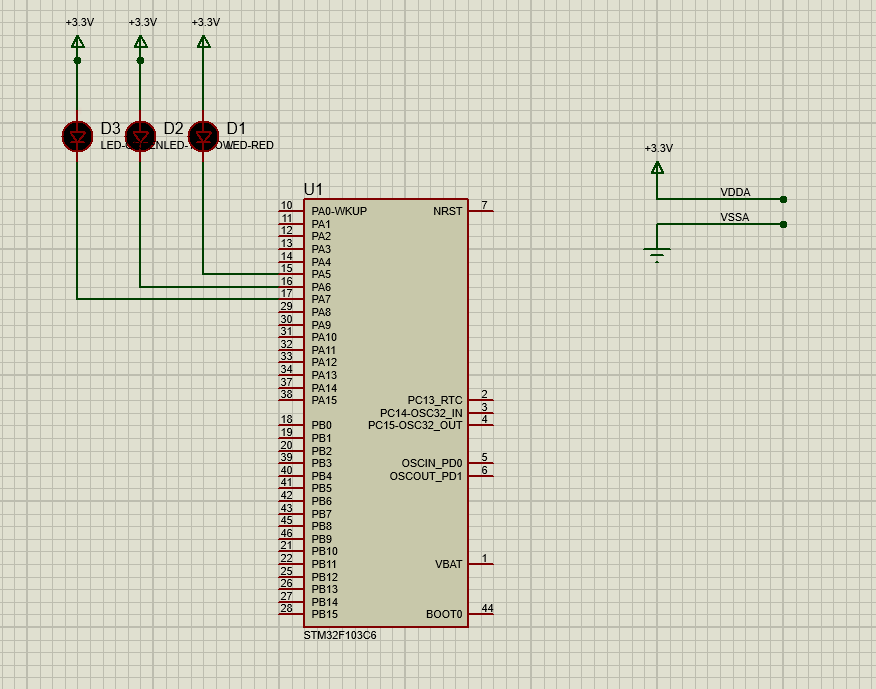 +3.3V +3.3V +3.3V
D3 D2 D1
LED- LED- LED-RED
+3.3V
VDDA
VSSA
U1
10 PA0-WKUP NRST 7
11 PA1
12 PA2
13 PA3
14 PA4
15 PA5
16 PA6
17 PA7
29 PA8
30 PA9
31 PA10
32 PA11
33 PA12
34 PA13
37 PA14
38 PA15 PC13_RTC 2
PC14-OSC32_IN 3
18 PB0 PC15-OSC32_OUT 4
19 PB1
20 PB2
39 PB3 OSCIN_PD0 5
40 PB4 OSCOUT_PD1 6
41 PB5
42 PB6
43 PB7
45 PB8
46 PB9
21 PB10
22 PB11 VBAT 1
25 PB12
26 PB13
27 PB14
28 PB15 BOOT0 44
STM32F103C6